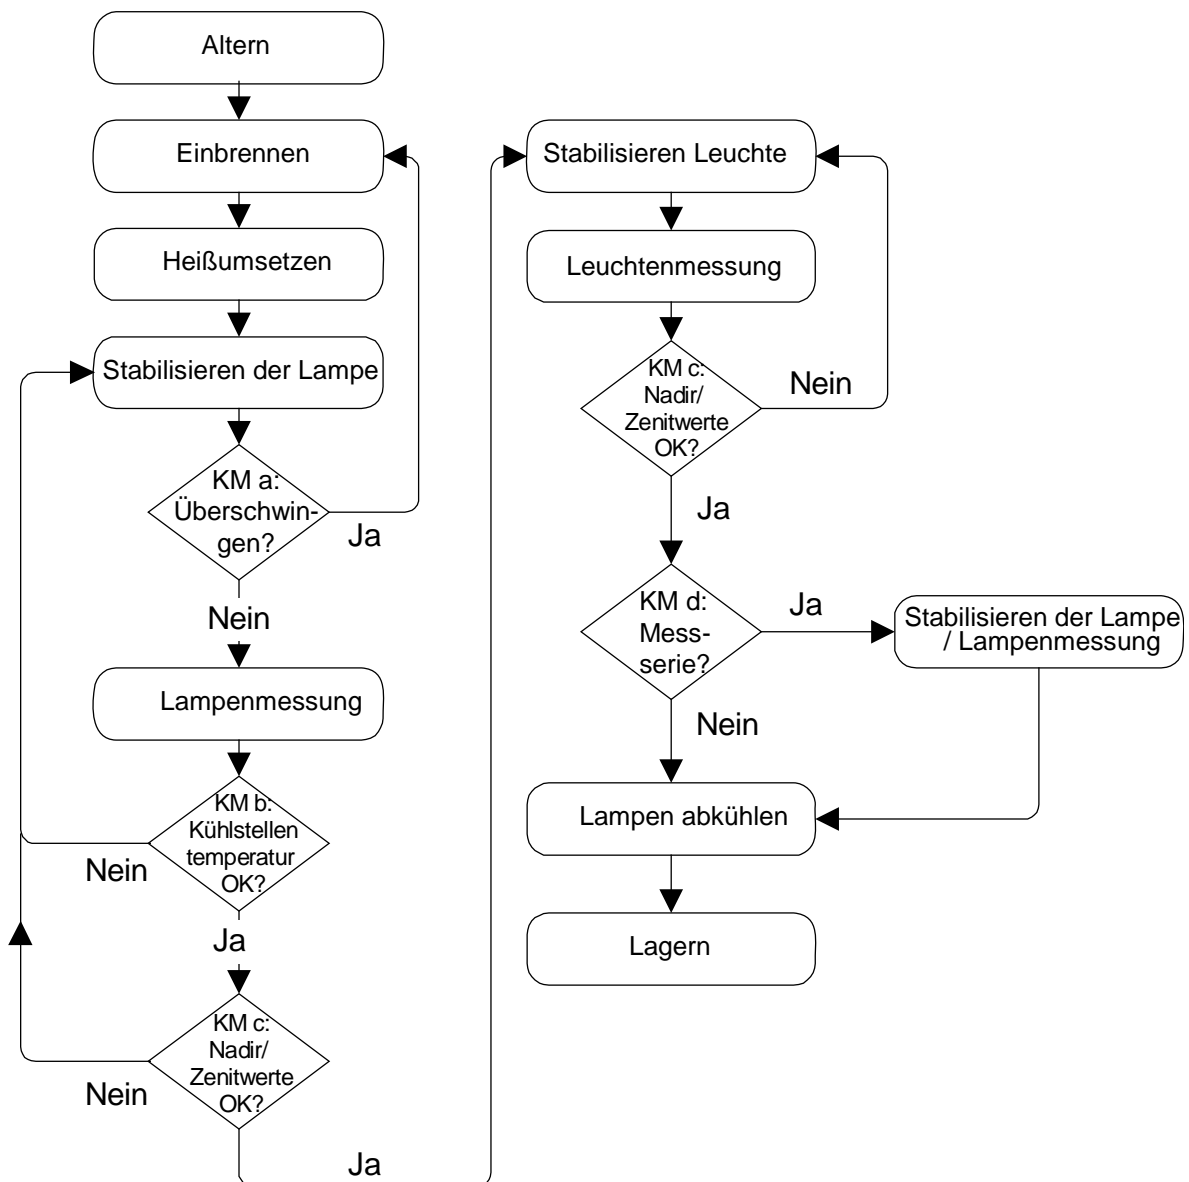 Altern
Einbrennen
Heißumsetzen
Stabilisieren der Lampe
KM a:
Überschwin-
gen?
Ja
Nein
Lampenmessung
KM b:
Kühlstellen
temperatur
OK?
Nein
Ja
KM c:
Nadir/
Zenitwerte
OK?
Nein
Ja
Stabilisieren Leuchte
Leuchtenmessung
KM c:
Nadir/
Zenitwerte
OK?
Nein
Ja
KM d:
Mess-
serie?
Ja
Stabilisieren der Lampe
/ Lampenmessung
Nein
Lampen abkühlen
Lagern